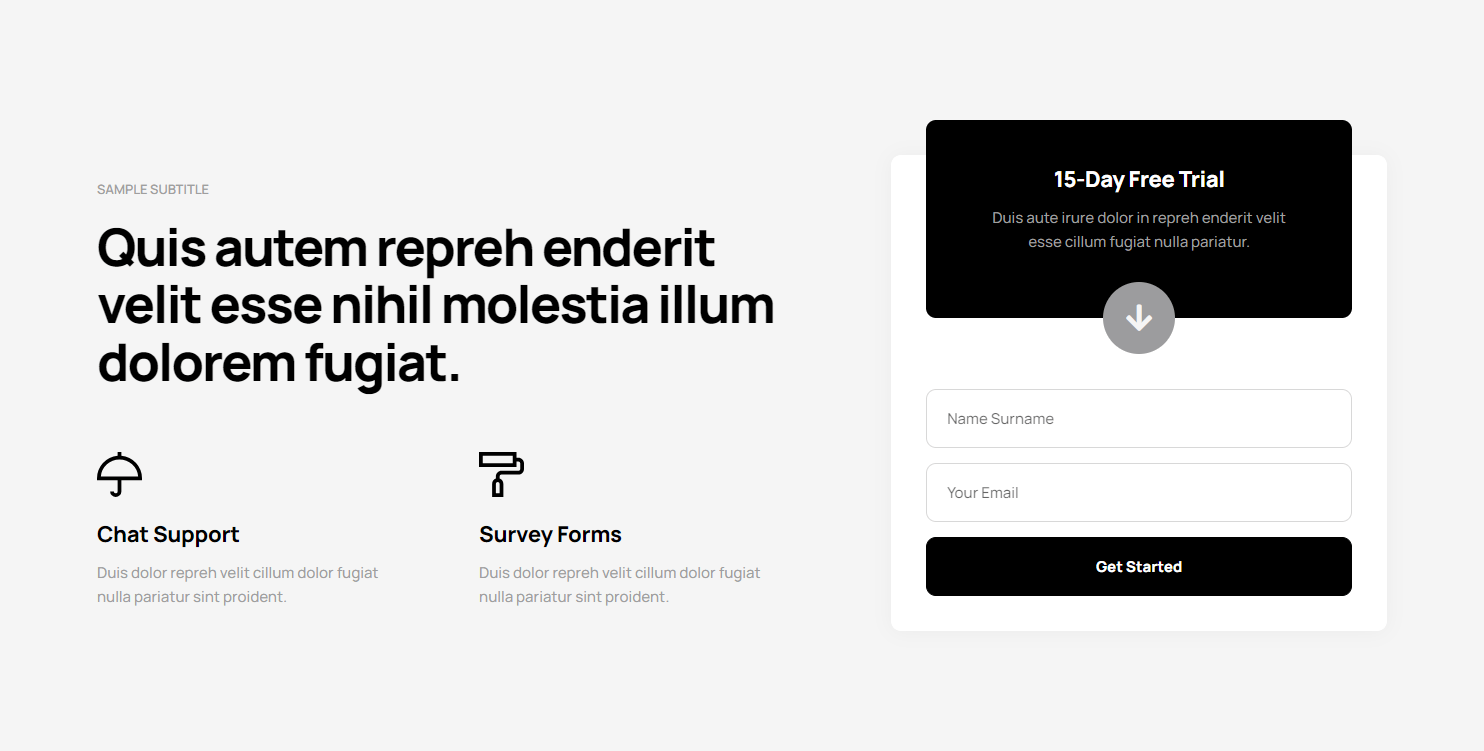 SAMPLE SUBTITLE
Quis autem repreh enderit
velit esse nihil molestia illum
dolorem fugiat.
Chat Support
Duis dolor repreh velit cillum dolor fugiat
nulla pariatur sint proident.
Survey Forms
Duis dolor repreh velit cillum dolor fugiat
nulla pariatur sint proident.
15-Day Free Trial
Duis aute irure dolor in repreh enderit velit
esse cillum fugiat nulla pariatur.
Name Surname
Your Email
Get Started